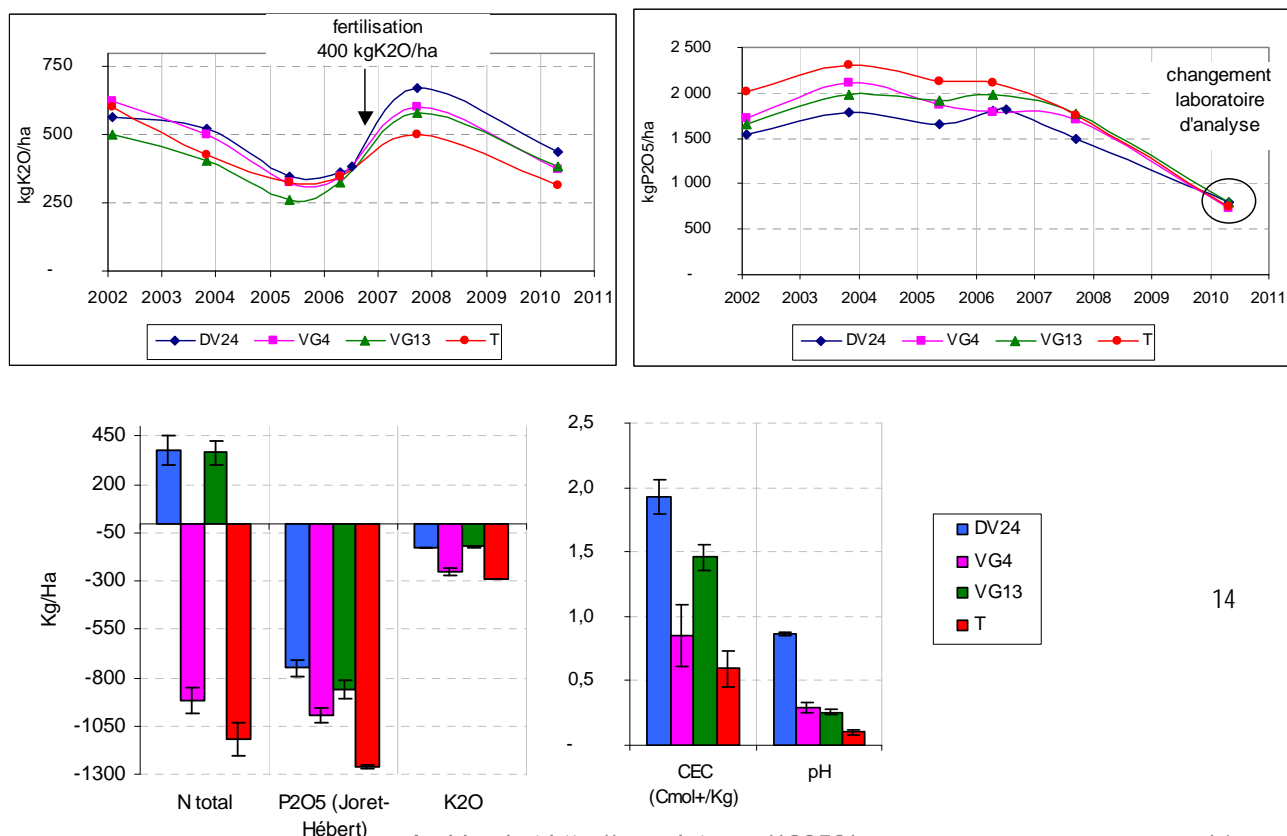 fertilisation
400 kgK2O/ha
kgK2O/ha
750
500
250
-
2002 2003 2004 2005 2006 2007 2008 2009 2010 2011
DV24 VG4 VG13 T
changement
laboratoire
d'analyse
kgP2O5/ha
2 500
2 000
1 500
1 000
500
-
2002 2003 2004 2005 2006 2007 2008 2009 2010 2011
DV24 VG4 VG13 T
Kg/Ha
450
200
-50
-300
-550
-800
-1050
-1300
N total P2O5 (Joret-
Hébert) K2O
2,5
2,0
1,5
1,0
0,5
-
CEC
(Cmol+/Kg)
pH
DV24
VG4
VG13
T
14